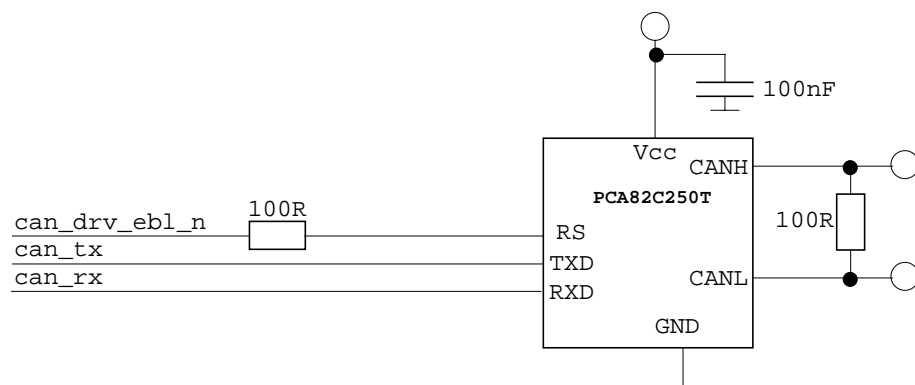 100nF
Vcc
CANH
PCA82C250T
100R
can_drv_ebl_n
RS
100R
can_tx
TXD
can_rx
RXD
CANL
GND